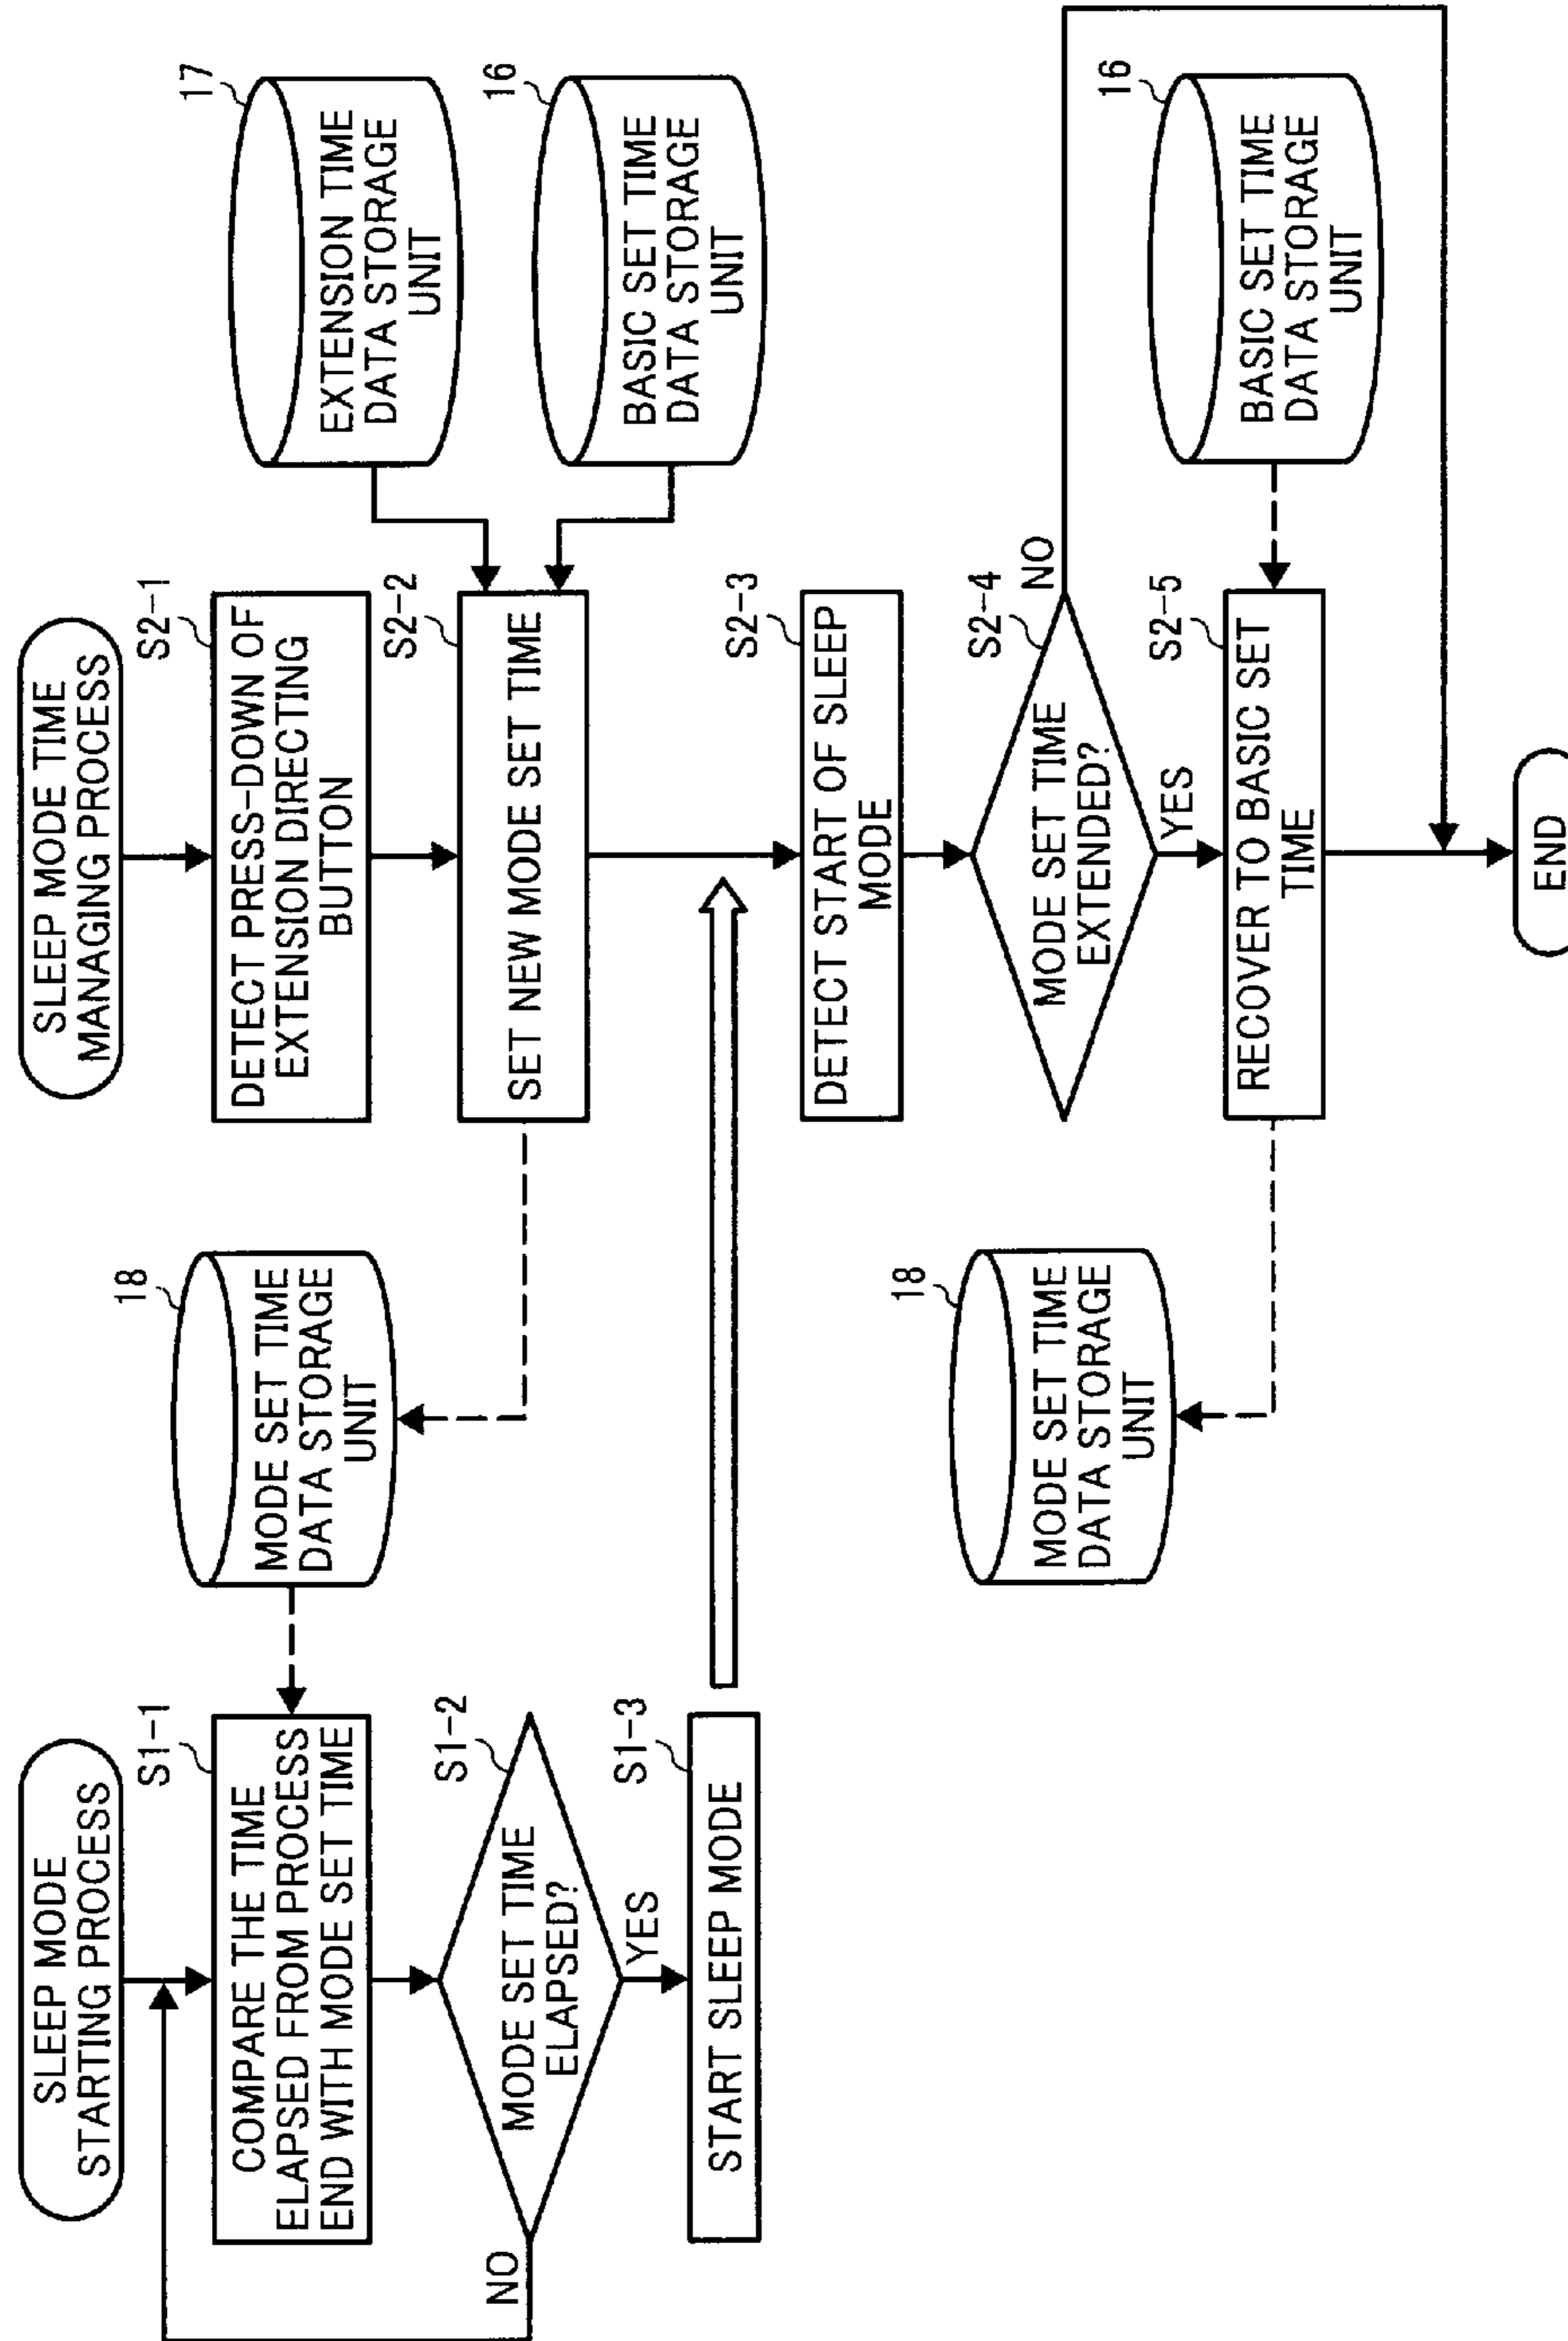 SLEEP MODE
STARTING PROCESS
S1-1
COMPARE THE TIME
ELAPSED FROM PROCESS
END WITH MODE SET TIME
S1-2
MODE SET TIME
ELAPSED?
NO
YES
S1-3
START SLEEP MODE
18
MODE SET TIME
DATA STORAGE
UNIT
18
MODE SET TIME
DATA STORAGE
UNIT
SLEEP MODE TIME
MANAGING PROCESS
S2-1
DETECT PRESS-DOWN OF
EXTENSION DIRECTING
BUTTON
S2-2
SET NEW MODE SET TIME
S2-3
DETECT START OF SLEEP
MODE
S2-4
MODE SET TIME
EXTENDED?
NO
YES
S2-5
RECOVER TO BASIC SET
TIME
END
17
EXTENSION TIME
DATA STORAGE
UNIT
16
BASIC SET TIME
DATA STORAGE
UNIT
16
BASIC SET TIME
DATA STORAGE
UNIT